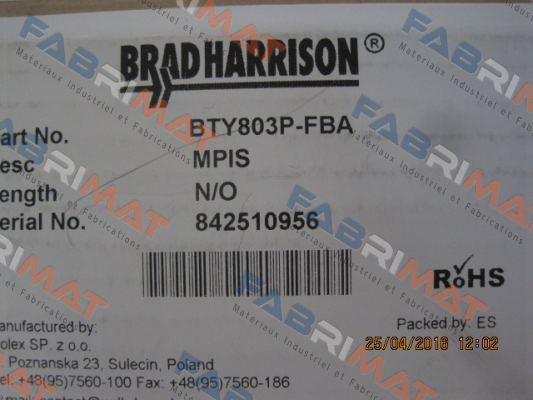 BRAD HARRISON ®
art No. BTY803P-FBA
esc MPIS
ength N/O
erial No. 842510956
RoHS
anufactured by: Packed by: ES
olex SP. z o.o.
Poznanska 23, Sulecin, Poland
el: +48(95)7560-100 Fax: +48(95)7560-186
25/04/2016 12:02
FABRIMAT
Materiaux Industriel et Fabrications